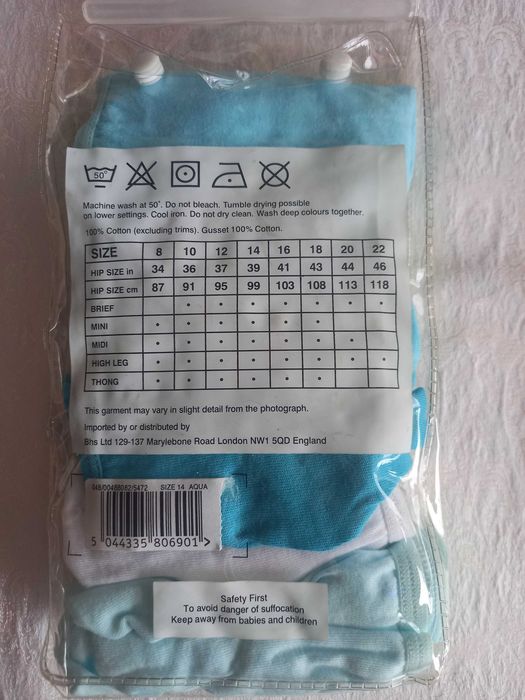 50°
Machine wash at 50°. Do not bleach. Tumble drying possible
on lower settings. Cool iron. Do not dry clean. Wash deep colours together.
100% Cotton (excluding trims). Gusset 100% Cotton.
SIZE 8 10 12 14 16 18 20 22
HIP SIZE in 34 36 37 39 41 43 44 46
HIP SIZE cm 87 91 95 99 103 108 113 118
BRIEF • • • • • • •
MINI • • • • • •
MIDI • • • • • • •
HIGH LEG • • • • • • • •
THONG • • • • • •
This garment may vary in slight detail from the photograph.
Imported by or distributed by
Bhs Ltd 129-137 Marylebone Road London NW1 5QD England
SIZE 14 AQUA
5 044335 806901 >
Safety First
To avoid danger of suffocation
Keep away from babies and children